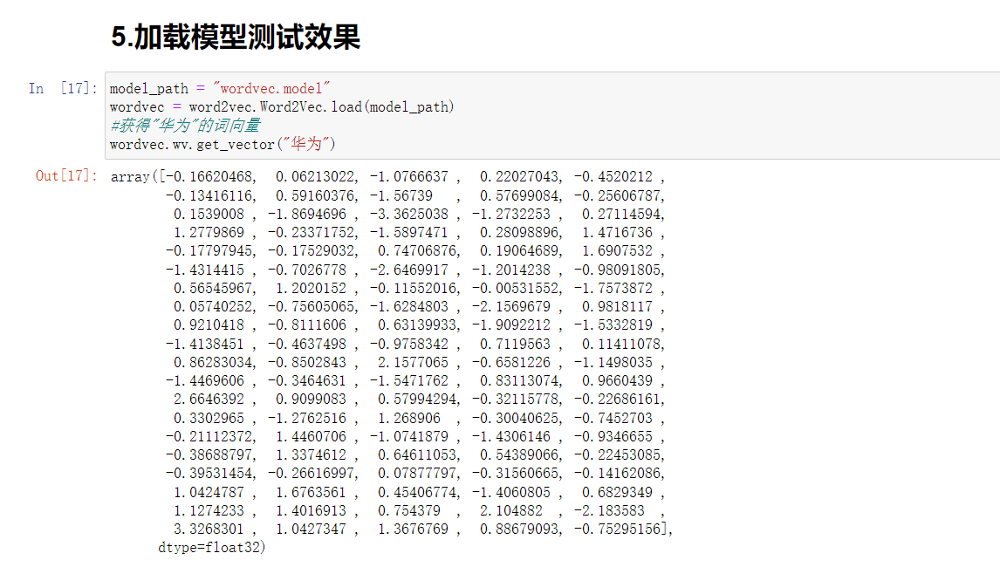 5.加载模型测试效果
In [17]: model_path = "wordvec.model"
wordvec = word2vec.Word2Vec.load(model_path)
#获得"华为"的词向量
wordvec.wv.get_vector("华为")
Out[17]: array([-0.16620468, 0.06213022, -1.0766637 , 0.22027043, -0.4520212 ,
-0.13416116, 0.59160376, -1.56739 , 0.57699084, -0.25606787,
0.1539008 , -1.8694696 , -3.3625038 , -1.2732253 , 0.27114594,
1.2779869 , -0.23371752, -1.5897471 , 0.28098896, 1.4716736 ,
-0.17797945, -0.17529032, 0.74706876, 0.19064689, 1.6907532 ,
-1.4314415 , -0.7026778 , -2.6469917 , -1.2014238 , -0.98091805,
0.56545967, 1.2020152 , -0.11552016, -0.00531552, -1.7573872 ,
0.05740252, -0.75605065, -1.6284803 , -2.1569679 , 0.9818117 ,
0.9210418 , -0.8111606 , 0.63139933, -1.9092212 , -1.5332819 ,
-1.4138451 , -0.4637498 , -0.9758342 , 0.7119563 , 0.11411078,
0.86283034, -0.8502843 , 2.1577065 , -0.6581226 , -1.1498035 ,
-1.4469606 , -0.3464631 , -1.5471762 , 0.83113074, 0.9660439 ,
2.6646392 , 0.9099083 , 0.57994294, -0.32115778, -0.22686161,
0.3302965 , -1.2762516 , 1.268906 , -0.30040625, -0.7452703 ,
-0.21112372, 1.4460706 , -1.0741879 , -1.4306146 , -0.9346655 ,
-0.38688797, 1.3374612 , 0.64611053, 0.54389066, -0.22453085,
-0.39531454, -0.26616997, 0.07877797, -0.31560665, -0.14162086,
1.0424787 , 1.6763561 , 0.45406774, -1.4060805 , 0.6829349 ,
1.1274233 , 1.4016913 , 0.754379 , 2.104882 , -2.183583 ,
3.3268301 , 1.0427347 , 1.3676769 , 0.88679093, -0.75295156],
dtype=float32)